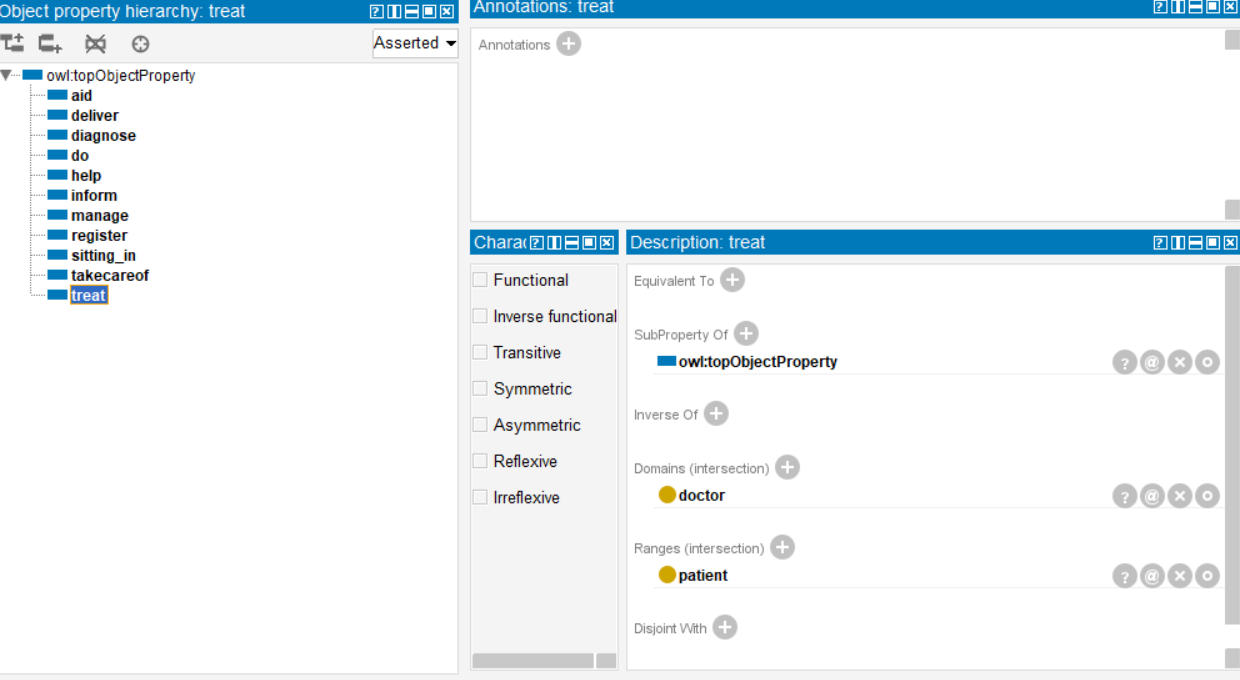 Object property hierarchy: treat
Asserted
owl:topObjectProperty
aid
deliver
diagnose
do
help
inform
manage
register
sitting_in
takecareof
treat
Annotations: treat
Annotations
Charac
Functional
Inverse functional
Transitive
Symmetric
Asymmetric
Reflexive
Irreflexive
Description: treat
Equivalent To
SubProperty Of
owl:topObjectProperty
Inverse Of
Domains (intersection)
doctor
Ranges (intersection)
patient
Disjoint With